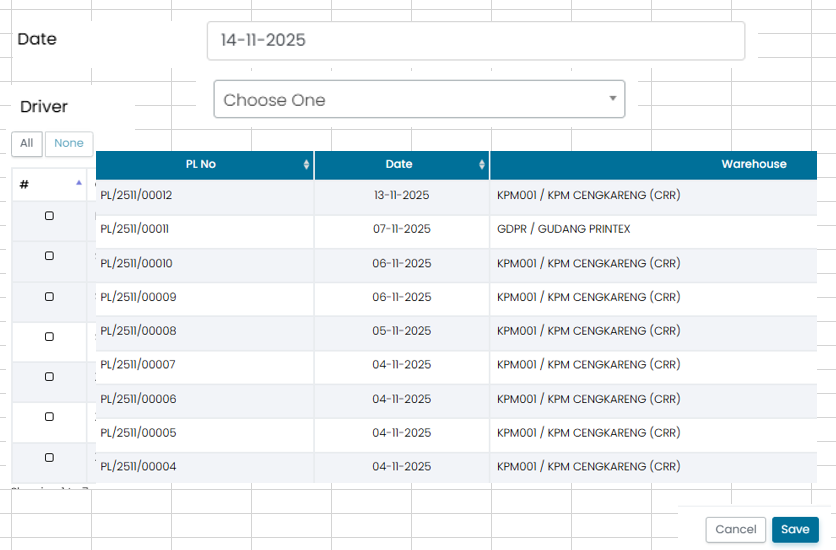 Date
14-11-2025
Driver
Choose One
All None
PL No Date Warehouse
#
PL/2511/00012 13-11-2025 KPM001 / KPM CENGKARENG (CRR)
PL/2511/00011 07-11-2025 GDPR / GUDANG PRINTEX
PL/2511/00010 06-11-2025 KPM001 / KPM CENGKARENG (CRR)
PL/2511/00009 06-11-2025 KPM001 / KPM CENGKARENG (CRR)
PL/2511/00008 05-11-2025 KPM001 / KPM CENGKARENG (CRR)
PL/2511/00007 04-11-2025 KPM001 / KPM CENGKARENG (CRR)
PL/2511/00006 04-11-2025 KPM001 / KPM CENGKARENG (CRR)
PL/2511/00005 04-11-2025 KPM001 / KPM CENGKARENG (CRR)
PL/2511/00004 04-11-2025 KPM001 / KPM CENGKARENG (CRR)
Cancel Save